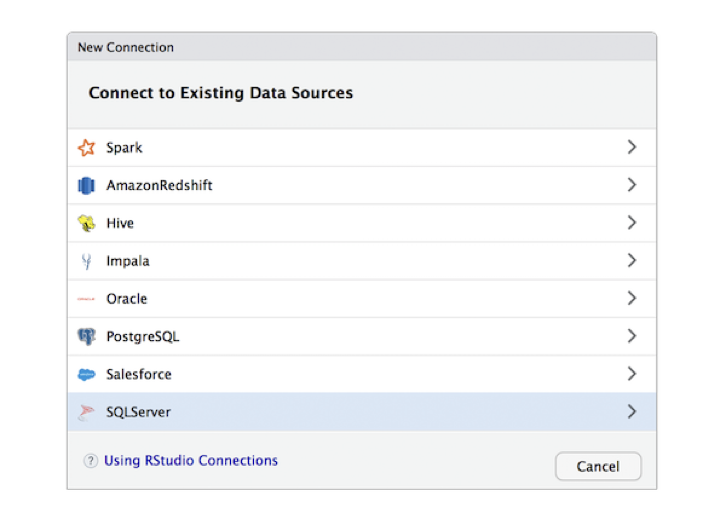 New Connection
Connect to Existing Data Sources
Spark
AmazonRedshift
Hive
Impala
Oracle
PostgreSQL
Salesforce
SQLServer
? Using RStudio Connections
Cancel